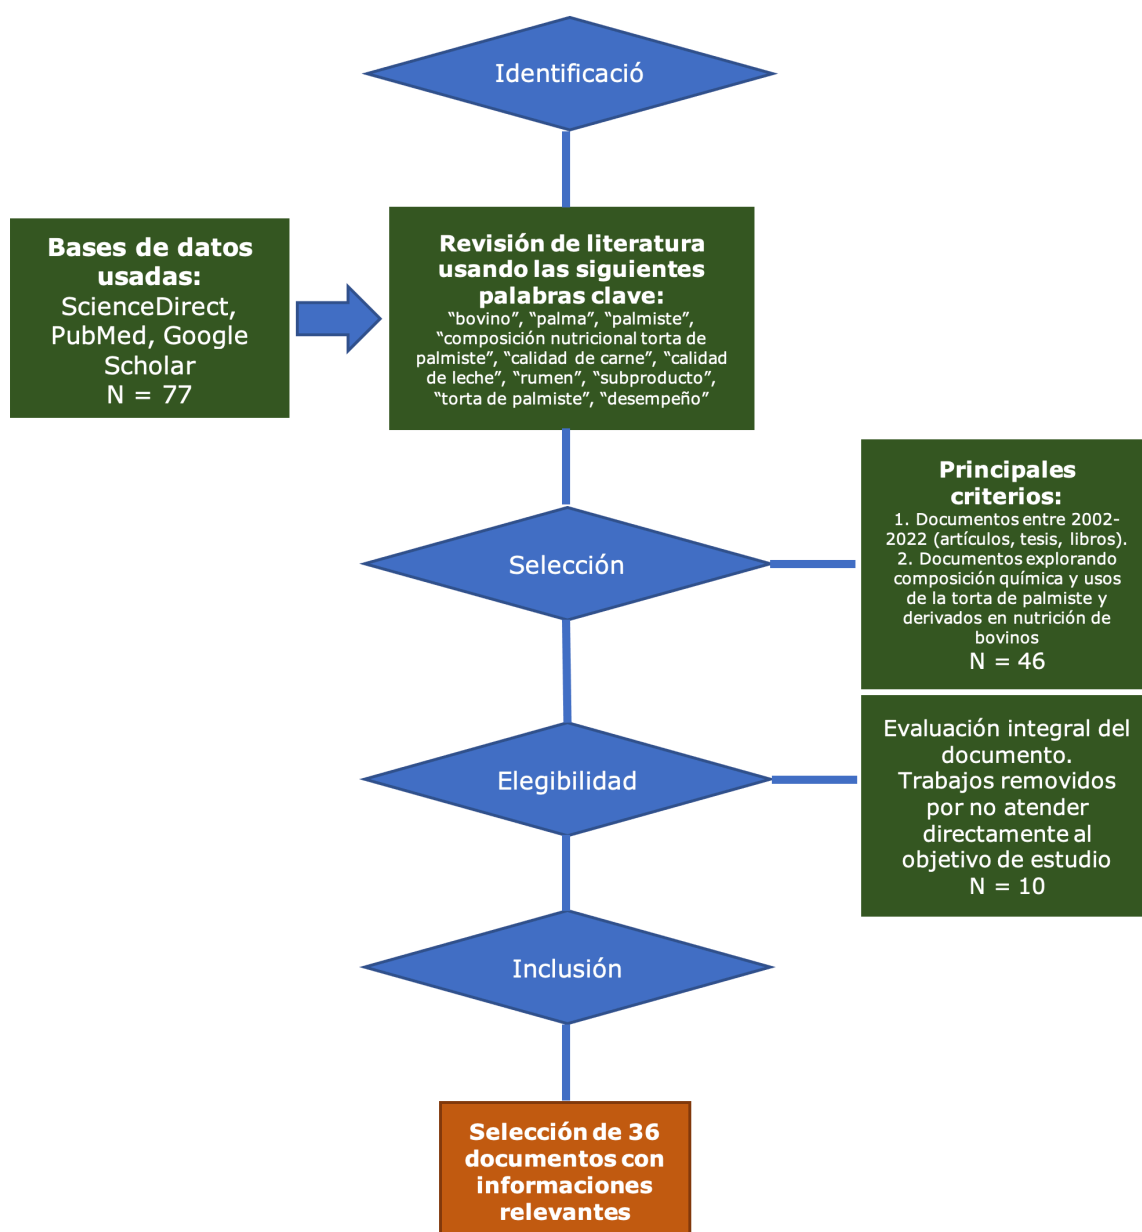 Identificació
Bases de datos
usadas:
ScienceDirect,
PubMed, Google
Scholar
N = 77
Revisión de literatura
usando las siguientes
palabras clave:
“bovino”, “palma”, “palmiste”,
“composición nutricional torta de
palmiste”, “calidad de carne”, “calidad
de leche”, “rumen”, “subproducto”,
“torta de palmiste”, “desempeño”
Selección
Principales
criterios:
1. Documentos entre 2002-
2022 (artículos, tesis, libros).
2. Documentos explorando
composición química y usos
de la torta de palmiste y
derivados en nutrición de
bovinos
N = 46
Elegibilidad
Evaluación integral del
documento.
Trabajos removidos
por no atender
directamente al
objetivo de estudio
N = 10
Inclusión
Selección de 36
documentos con
informaciones
relevantes